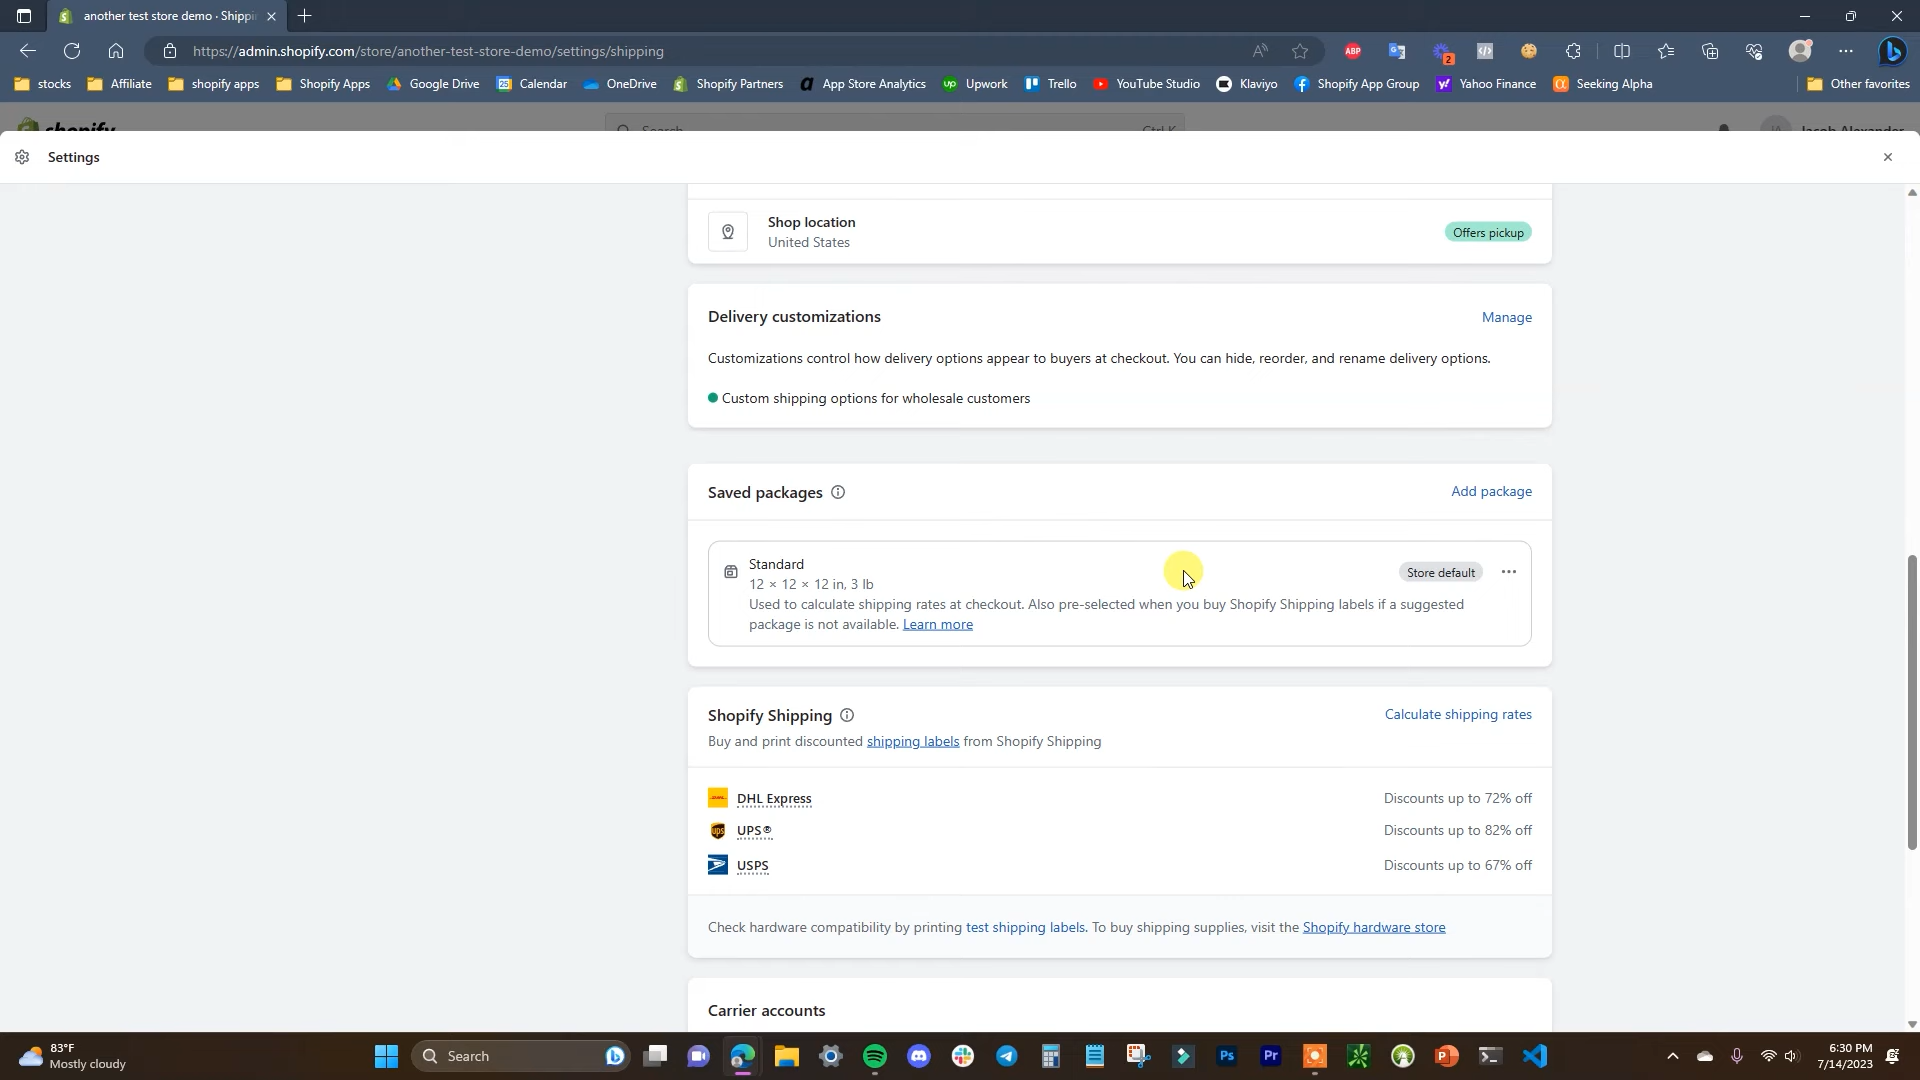 another test store demo · Shippi
https://admin.shopify.com/store/another-test-store-demo/settings/shipping
ABP
2
stocks
Affiliate
shopify apps
Shopify Apps
Google Drive
Calendar
OneDrive
Shopify Partners
App Store Analytics
Upwork
Trello
YouTube Studio
Klaviyo
Shopify App Group
Yahoo Finance
Seeking Alpha
Other favorites
shopify
Search
Ctrl K
Jacob Alexander
Settings
Shop location
United States
Offers pickup
Delivery customizations
Manage
Customizations control how delivery options appear to buyers at checkout. You can hide, reorder, and rename delivery options.
Custom shipping options for wholesale customers
Saved packages
Add package
Standard
12 × 12 × 12 in, 3 lb
Store default
Used to calculate shipping rates at checkout. Also pre-selected when you buy Shopify Shipping labels if a suggested
package is not available. Learn more
Shopify Shipping
Calculate shipping rates
Buy and print discounted shipping labels from Shopify Shipping
DHL Express
Discounts up to 72% off
UPS®
Discounts up to 82% off
USPS
Discounts up to 67% off
Check hardware compatibility by printing test shipping labels. To buy shipping supplies, visit the Shopify hardware store
Carrier accounts
83°F
Mostly cloudy
Search
Ps
Pr
6:30 PM
7/14/2023